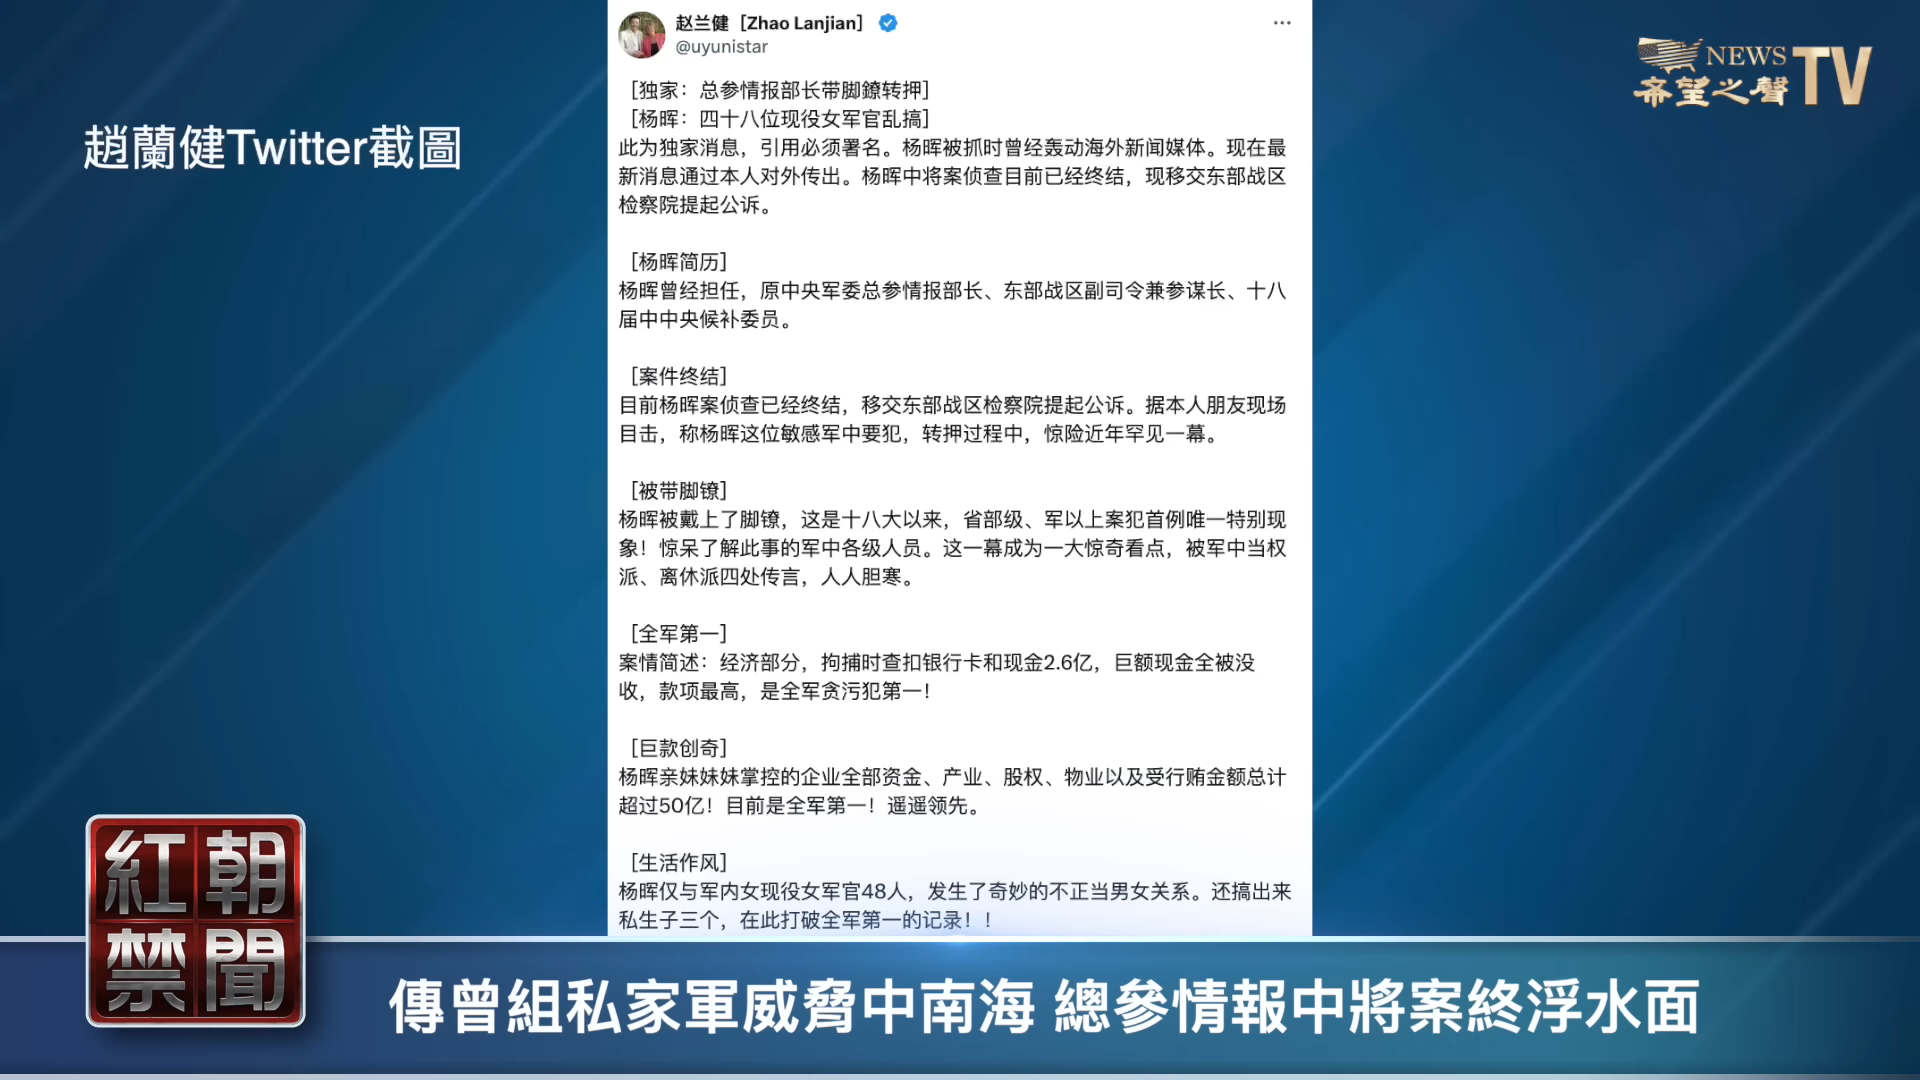 赵兰健［Zhao Lanjian］
@uyunistar
NEWS
希望之聲
TV
趙蘭健Twitter截圖
［独家：总参情报部长带脚鐐转押］
［杨晖：四十八位现役女军官乱搞］
此为独家消息，引用必须署名。杨晖被抓时曾经轰动海外新闻媒体。现在最
新消息通过本人对外传出。杨晖中将案侦查目前已经终结，现移交东部战区
检察院提起公诉。
［杨晖简历］
杨晖曾经担任，原中央军委总参情报部长、东部战区副司令兼参谋长、十八
届中中央候补委员。
［案件终结］
目前杨晖案侦查已经终结，移交东部战区检察院提起公诉。据本人朋友现场
目击，称杨晖这位敏感军中要犯，转押过程中，惊险近年罕见一幕。
［被带脚镣］
杨晖被戴上了脚镣，这是十八大以来，省部级、军以上案犯首例唯一特别现
象！惊呆了解此事的军中各级人员。这一幕成为一大惊奇看点，被军中当权
派、离休派四处传言，人人胆寒。
［全军第一］
案情简述：经济部分，拘捕时查扣银行卡和现金2.6亿，巨额现金全被没
收，款项最高，是全军贪污犯第一！
［巨款创奇］
杨晖亲妹妹妹掌控的企业全部资金、产业、股权、物业以及受行贿金额总计
超过50亿！目前是全军第一！遥遥领先。
［生活作风］
杨晖仅与军内女现役女军官48人，发生了奇妙的不正当男女关系。还搞出来
私生子三个，在此打破全军第一的记录！！
紅朝
禁聞
傳曾組私家軍威脅中南海 總參情報中將案終浮水面